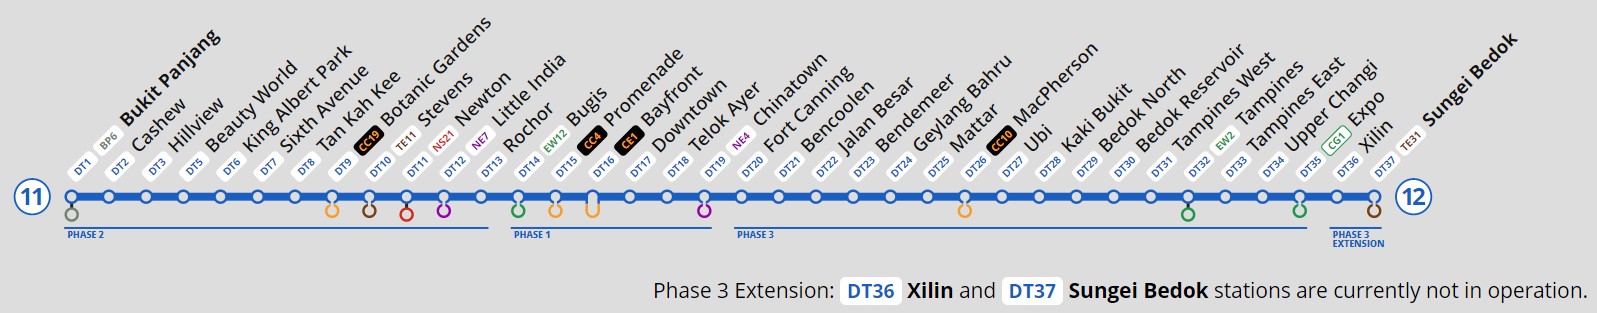 11
DT1 BP6 Bukit Panjang
DT2 Cashew
DT3 Hillview
DT5 Beauty World
DT6 King Albert Park
DT7 Sixth Avenue
DT8 Tan Kah Kee
DT9 CC19 Botanic Gardens
DT10 TE11 Stevens
DT11 NS21 Newton
DT12 NE7 Little India
DT13 Rochor
DT14 EW12 Bugis
DT15 CC4 Promenade
DT16 CE1 Bayfront
DT17 Downtown
DT18 Telok Ayer
DT19 NE4 Chinatown
DT20 Fort Canning
DT21 Bencoolen
DT22 Jalan Besar
DT23 Bendemeer
DT24 Geylang Bahru
DT25 Mattar
DT26 CC10 MacPherson
DT27 Ubi
DT28 Kaki Bukit
DT29 Bedok North
DT30 Bedok Reservoir
DT31 Tampines West
DT32 EW2 Tampines
DT33 Tampines East
DT34 Upper Changi
DT35 CG1 Expo
DT36 Xilin
DT37 TE31 Sungei Bedok
12
PHASE 2
PHASE 1
PHASE 3
PHASE 3
EXTENSION
Phase 3 Extension: DT36 Xilin and DT37 Sungei Bedok stations are currently not in operation.